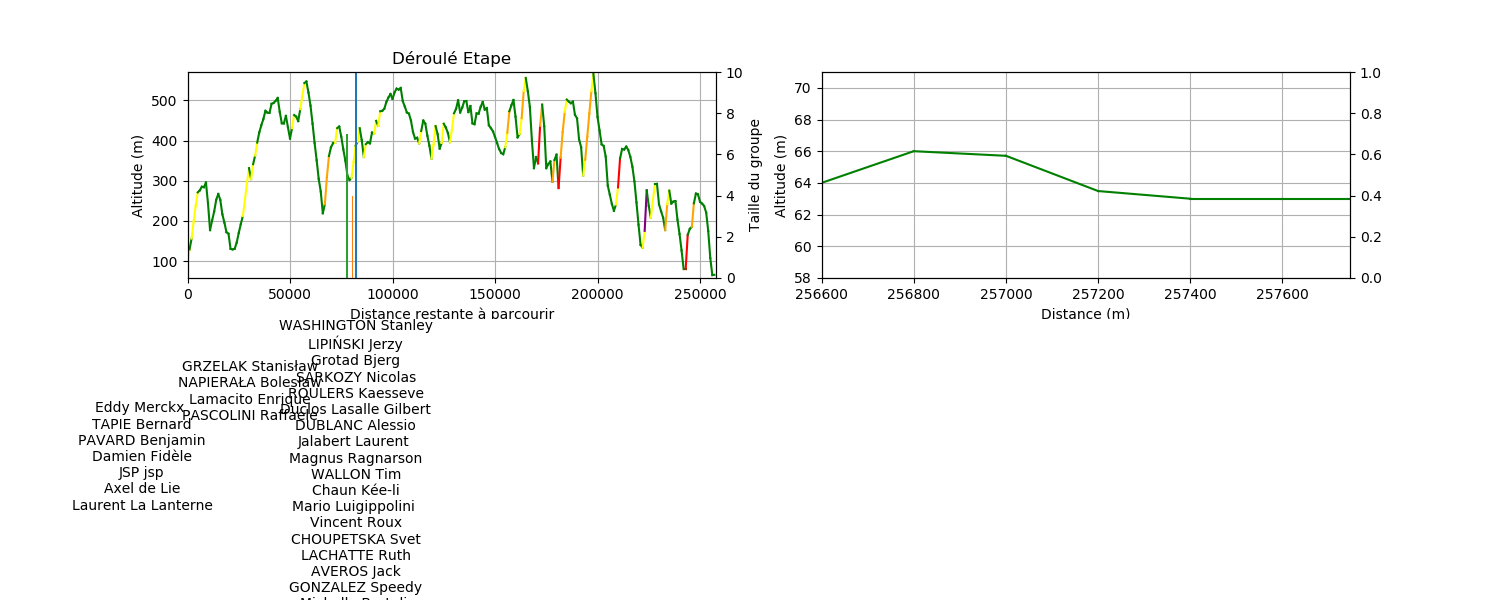 Déroulé Etape
500
400
300
200
100
Altitude (m)
10
8
6
4
2
0
Taille du groupe
0
50000
100000
150000
200000
250000
Distance restante à parcourir
70
68
66
64
62
60
58
Altitude (m)
1.0
0.8
0.6
0.4
0.2
0.0
256600
256800
257000
257200
257400
257600
Distance (m)
Eddy Merckx
TAPIE Bernard
PAVARD Benjamin
Damien Fidèle
JSP jsp
Axel de Lie
Laurent La Lanterne
GRZELAK Stanisław
NAPIERAŁA Bolesław
Lamacito Enrique
PASCOLINI Raffaele
WASHINGTON Stanley
LIPIŃSKI Jerzy
Grotad Bjerg
SARKOZY Nicolas
ROULERS Kaesseve
Duclos Lasalle Gilbert
DUBLANC Alessio
Jalabert Laurent
Magnus Ragnarson
WALLON Tim
Chaun Kée-li
Mario Luigippolini
Vincent Roux
CHOUPETSKA Svet
LACHATTE Ruth
AVEROS Jack
GONZALEZ Speedy